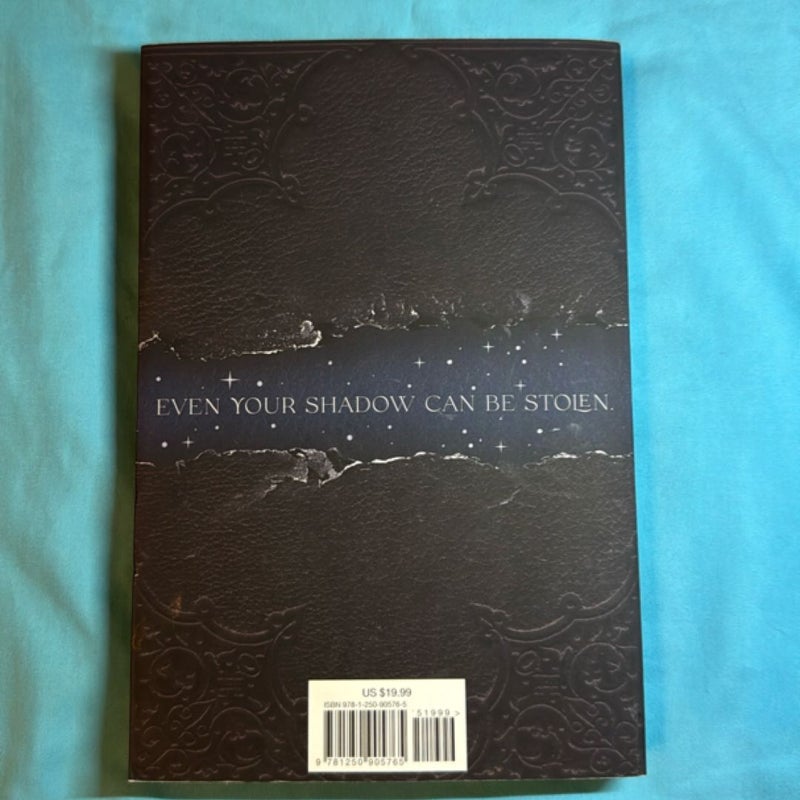 EVEN YOUR SHADOW CAN BE STOLEN.
US $19.99
ISBN 978-1-250-90576-5
51999>
9 781250 905765